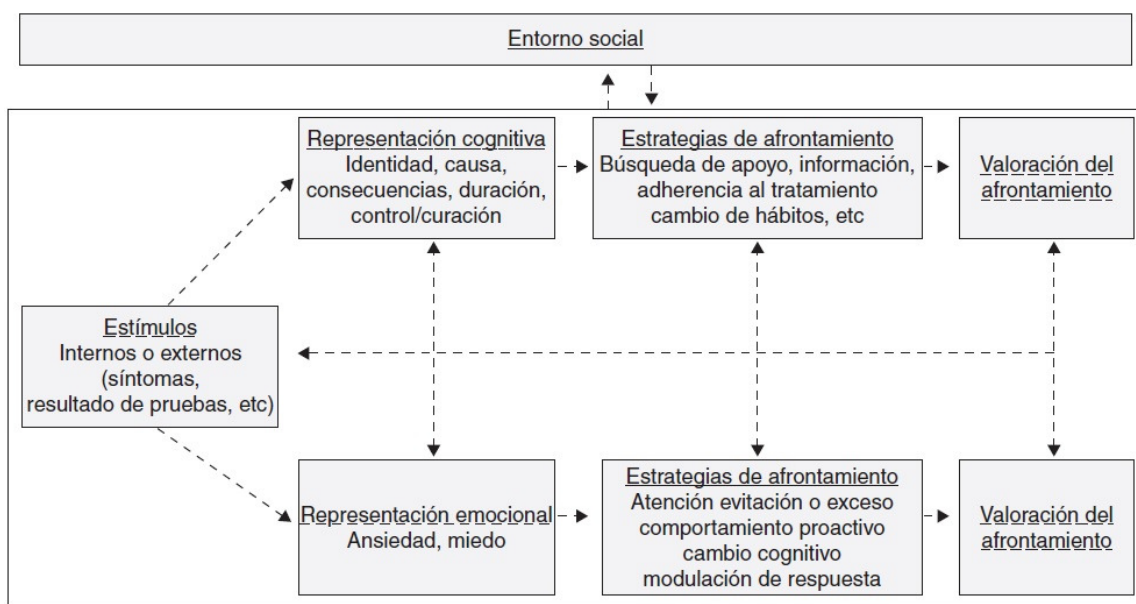 Entorno social
Representación cognitiva
Identidad, causa,
consecuencias, duración,
control/curación
Estrategias de afrontamiento
Búsqueda de apoyo, información,
adherencia al tratamiento
cambio de hábitos, etc
Valoración del
afrontamiento
Estímulos
Internos o externos
(síntomas,
resultado de pruebas, etc)
Representación emocional
Ansiedad, miedo
Estrategias de afrontamiento
Atención evitación o exceso
comportamiento proactivo
cambio cognitivo
modulación de respuesta
Valoración del
afrontamiento